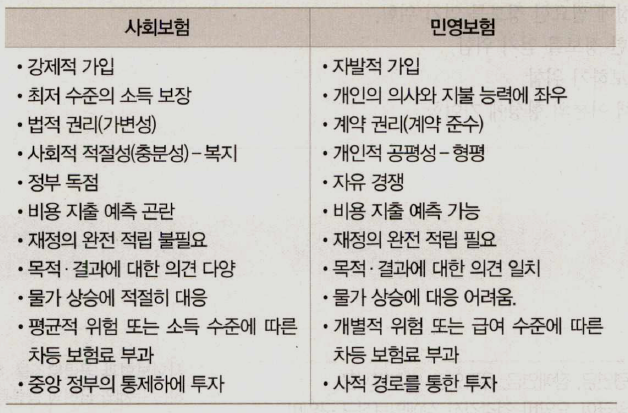 사회보험
• 강제적 가입
• 최저 수준의 소득 보장
• 법적 권리(가변성)
• 사회적 적절성(충분성)–복지
• 정부 독점
• 비용 지출 예측 곤란
• 재정의 완전 적립 불필요
• 목적·결과에 대한 의견 다양
• 물가 상승에 적절히 대응
• 평균적 위험 또는 소득 수준에 따른
차등 보험료 부과
• 중앙 정부의 통제하에 투자
민영보험
• 자발적 가입
• 개인의 의사와 지불 능력에 좌우
• 계약 권리(계약 준수)
• 개인적 공평성–형평
• 자유 경쟁
• 비용 지출 예측 가능
• 재정의 완전 적립 필요
• 목적·결과에 대한 의견 일치
• 물가 상승에 대응 어려움.
• 개별적 위험 또는 급여 수준에 따른
차등 보험료 부과
• 사적 경로를 통한 투자